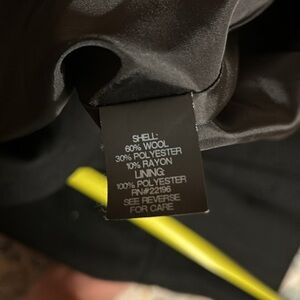 SHELL:
60% WOOL
30% POLYESTER
10% RAYON
LINING:
100% POLYESTER
RN#22196
SEE REVERSE
FOR CARE